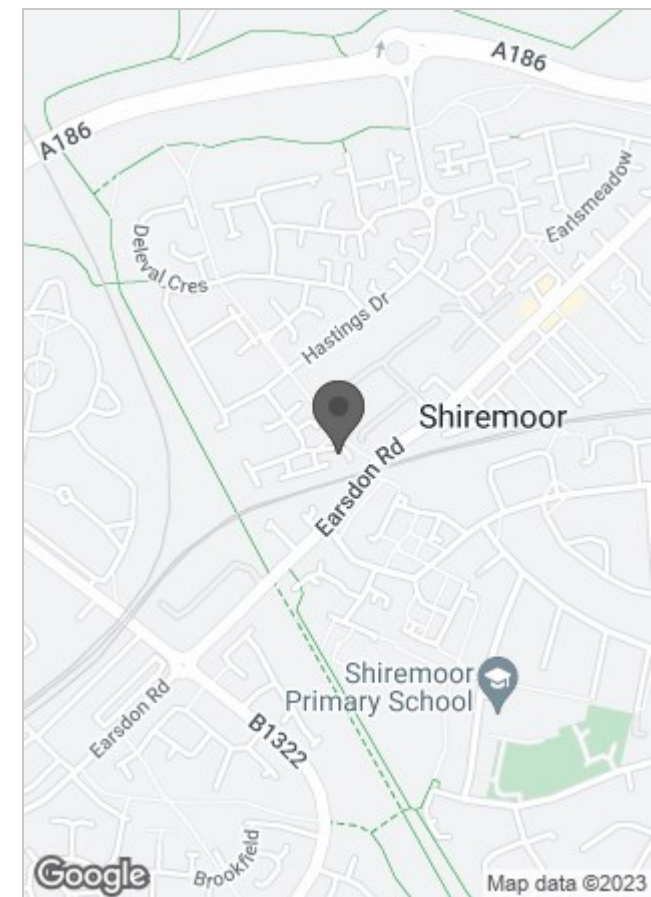 A186
A186
Earlsmeadow
Deleval Cres
Hastings Dr
Shiremoor
Earsdon Rd
Shiremoor
Primary School
Earsdon Rd
B1322
Brookfield
Google
Map data ©2023